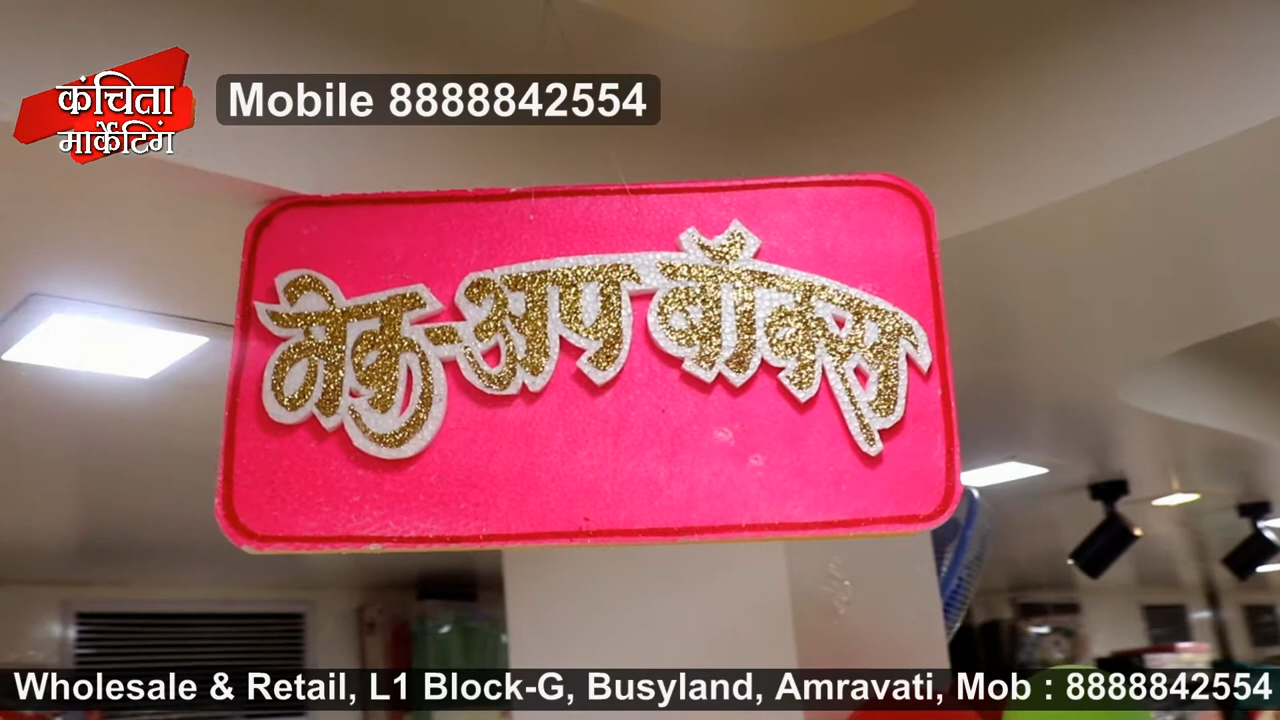 कंचिता
मार्केटिंग
Mobile 8888842554
मेक-अप बॉक्स
Wholesale & Retail, L1 Block-G, Busyland, Amravati, Mob : 8888842554